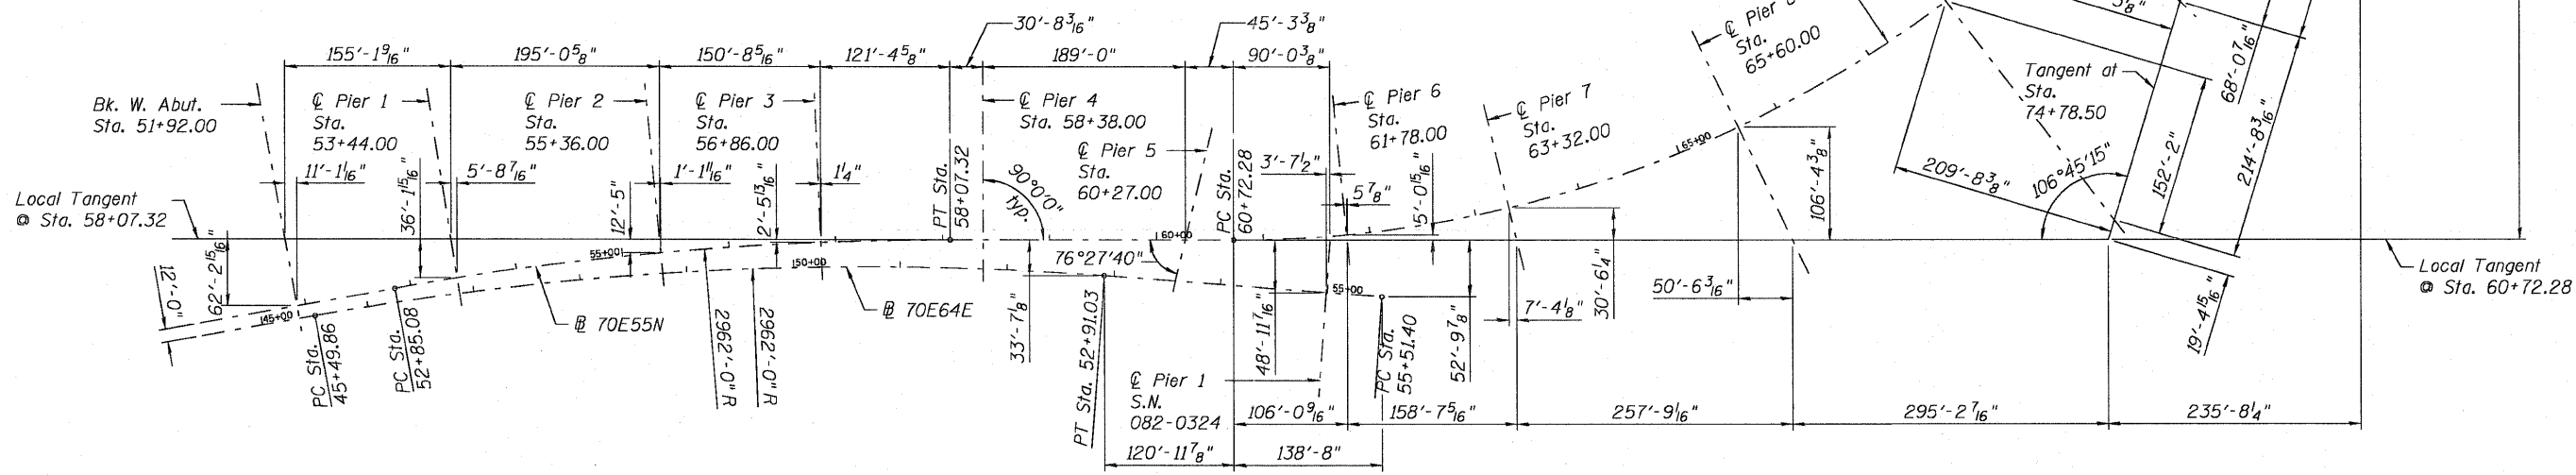 30'-8 3/16"
45'-3 3/8"
155'-1 9/16"
195'-0 5/8"
150'-8 5/16"
121'-4 5/8"
189'-0"
90'-0 3/8"
Bk. W. Abut.
Sta. 51+92.00
℄ Pier 1
Sta.
53+44.00
℄ Pier 2
Sta.
55+36.00
℄ Pier 3
Sta.
56+86.00
℄ Pier 4
Sta. 58+38.00
℄ Pier 5
Sta.
60+27.00
℄ Pier 6
Sta.
61+78.00
℄ Pier 7
Sta.
63+32.00
℄ Pier
Sta.
65+60.00
Tangent at
Sta.
74+78.50
68'-0 7/16"
214'-8 3/16"
152'-2"
209'-8 3/8"
106°45'15"
11'-1 1/16"
36'-1 15/16"
5'-8 7/16"
12'-5"
1'-1 11/16"
2'-5 13/16"
1 1/4"
PT Sta.
58+07.32
90°0'0"
typ.
3'-7 1/2"
PC Sta.
60+72.28
5 7/8"
5'-0 15/16"
65+00
106'-4 3/8"
Local Tangent
@ Sta. 58+07.32
12'-0"
62'-2 15/16"
45+00
55+00
50+00
60+00
76°27'40"
55+00
PC Sta.
45+49.86
PC Sta.
52+85.08
⅊ 70E55N
2962'-0" R
2962'-0" R
⅊ 70E64E
33'-7 1/8"
PT Sta. 52+91.03
48'-11 7/16"
PC Sta.
55+51.40
52'-9 7/8"
30'-6 1/4"
7'-4 1/8"
50'-6 3/16"
19'-4 15/16"
Local Tangent
@ Sta. 60+72.28
℄ Pier 1
S.N.
082-0324
106'-0 9/16"
158'-7 5/16"
257'-9 1/16"
295'-2 7/16"
235'-8 1/4"
120'-11 7/8"
138'-8"